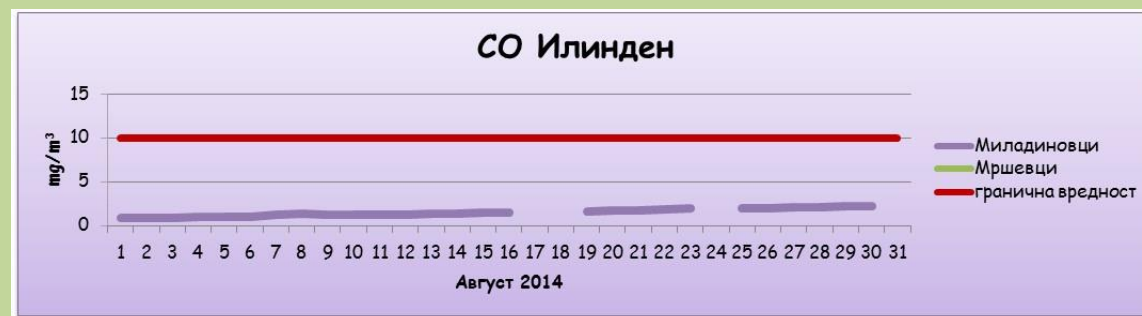 CO Илинден
15
10
5
0
mg/m³
1 2 3 4 5 6 7 8 9 10 11 12 13 14 15 16 17 18 19 20 21 22 23 24 25 26 27 28 29 30 31
Август 2014
Миладиновци
Мршевци
гранична вредност